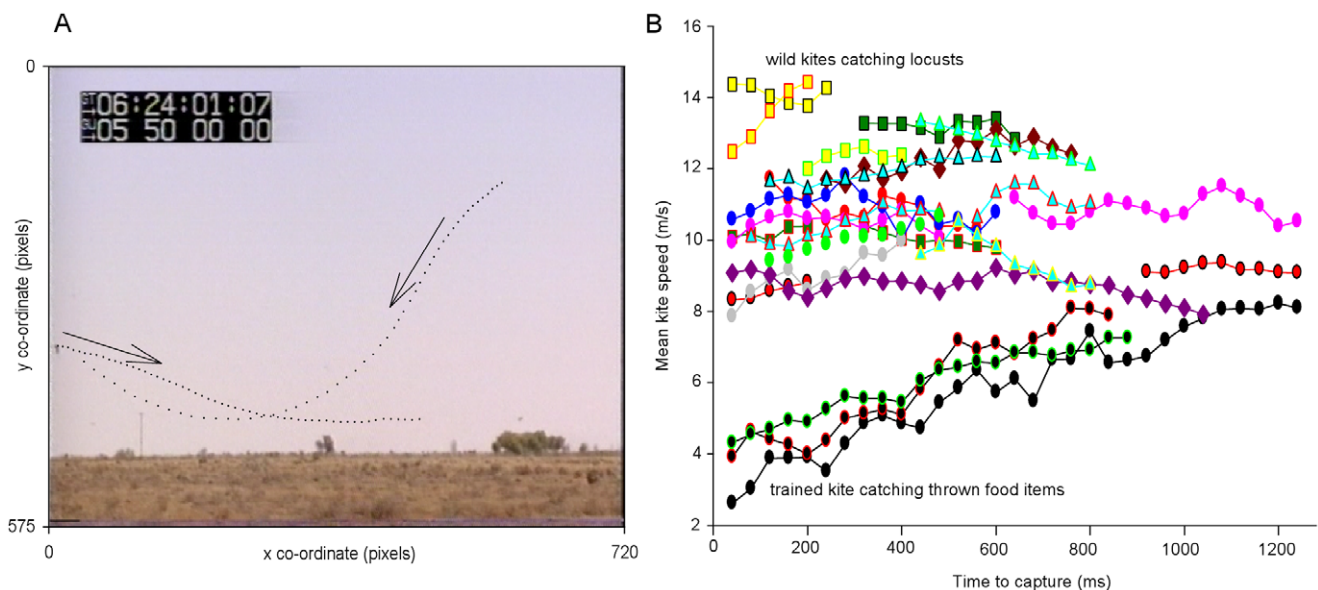 A
0
06:24:01:07
05 50 00 00
y co-ordinate (pixels)
575
0
x co-ordinate (pixels)
720
B
16
14
12
10
8
6
4
2
Mean kite speed (m/s)
wild kites catching locusts
trained kite catching thrown food items
0
200
400
600
800
1000
1200
Time to capture (ms)